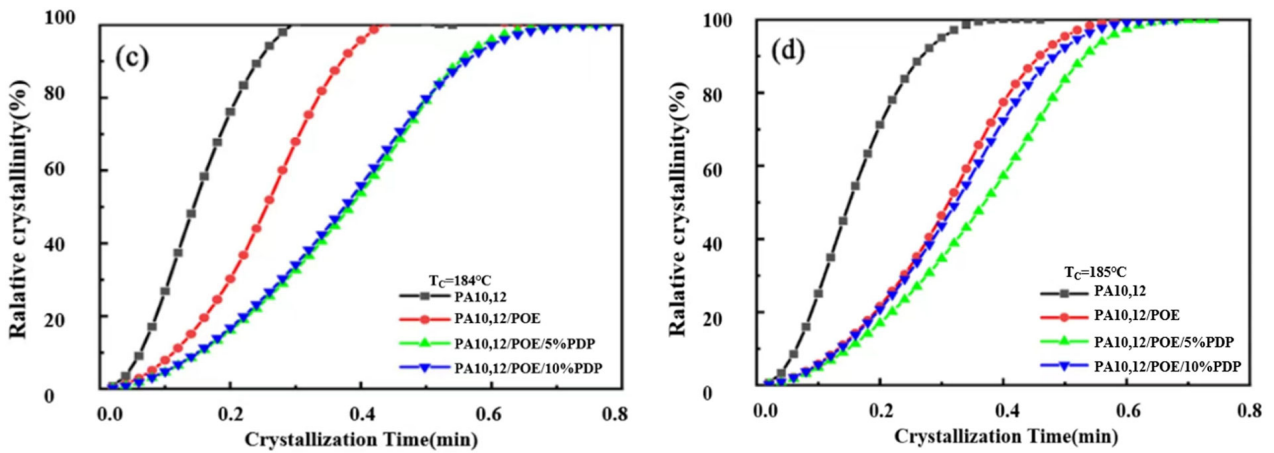 (c)
Ralative crystallinity(%)
100
80
60
40
20
0
0.0 0.2 0.4 0.6 0.8
Crystallization Time(min)
T_C=184°C
PA10,12
PA10,12/POE
PA10,12/POE/5%PDP
PA10,12/POE/10%PDP
(d)
Ralative crystallinity(%)
100
80
60
40
20
0
0.0 0.2 0.4 0.6 0.8
Crystallization Time(min)
T_C=185°C
PA10,12
PA10,12/POE
PA10,12/POE/5%PDP
PA10,12/POE/10%PDP